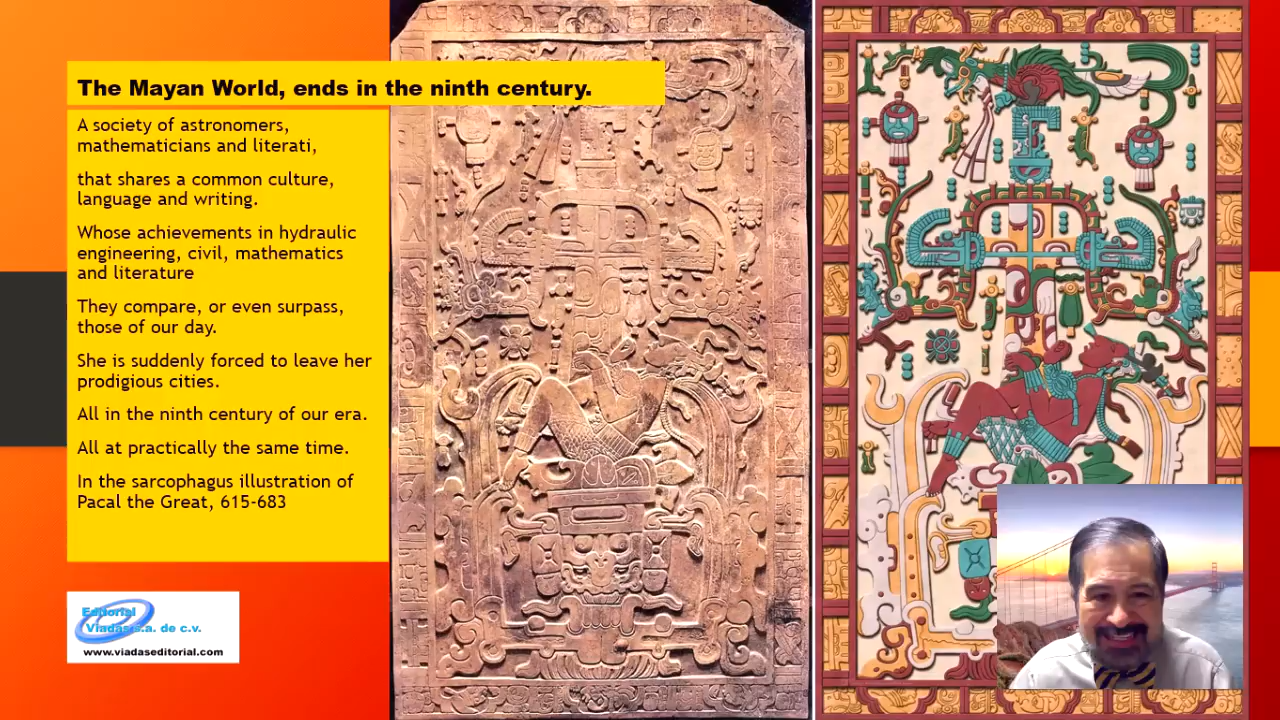 The Mayan World, ends in the ninth century.
A society of astronomers,
mathematicians and literati,
that shares a common culture,
language and writing.
Whose achievements in hydraulic
engineering, civil, mathematics
and literature
They compare, or even surpass,
those of our day.
She is suddenly forced to leave her
prodigious cities.
All in the ninth century of our era.
All at practically the same time.
In the sarcophagus illustration of
Pacal the Great, 615-683
Editorial
Viadas s.a. de c.v.
www.viadaseditorial.com